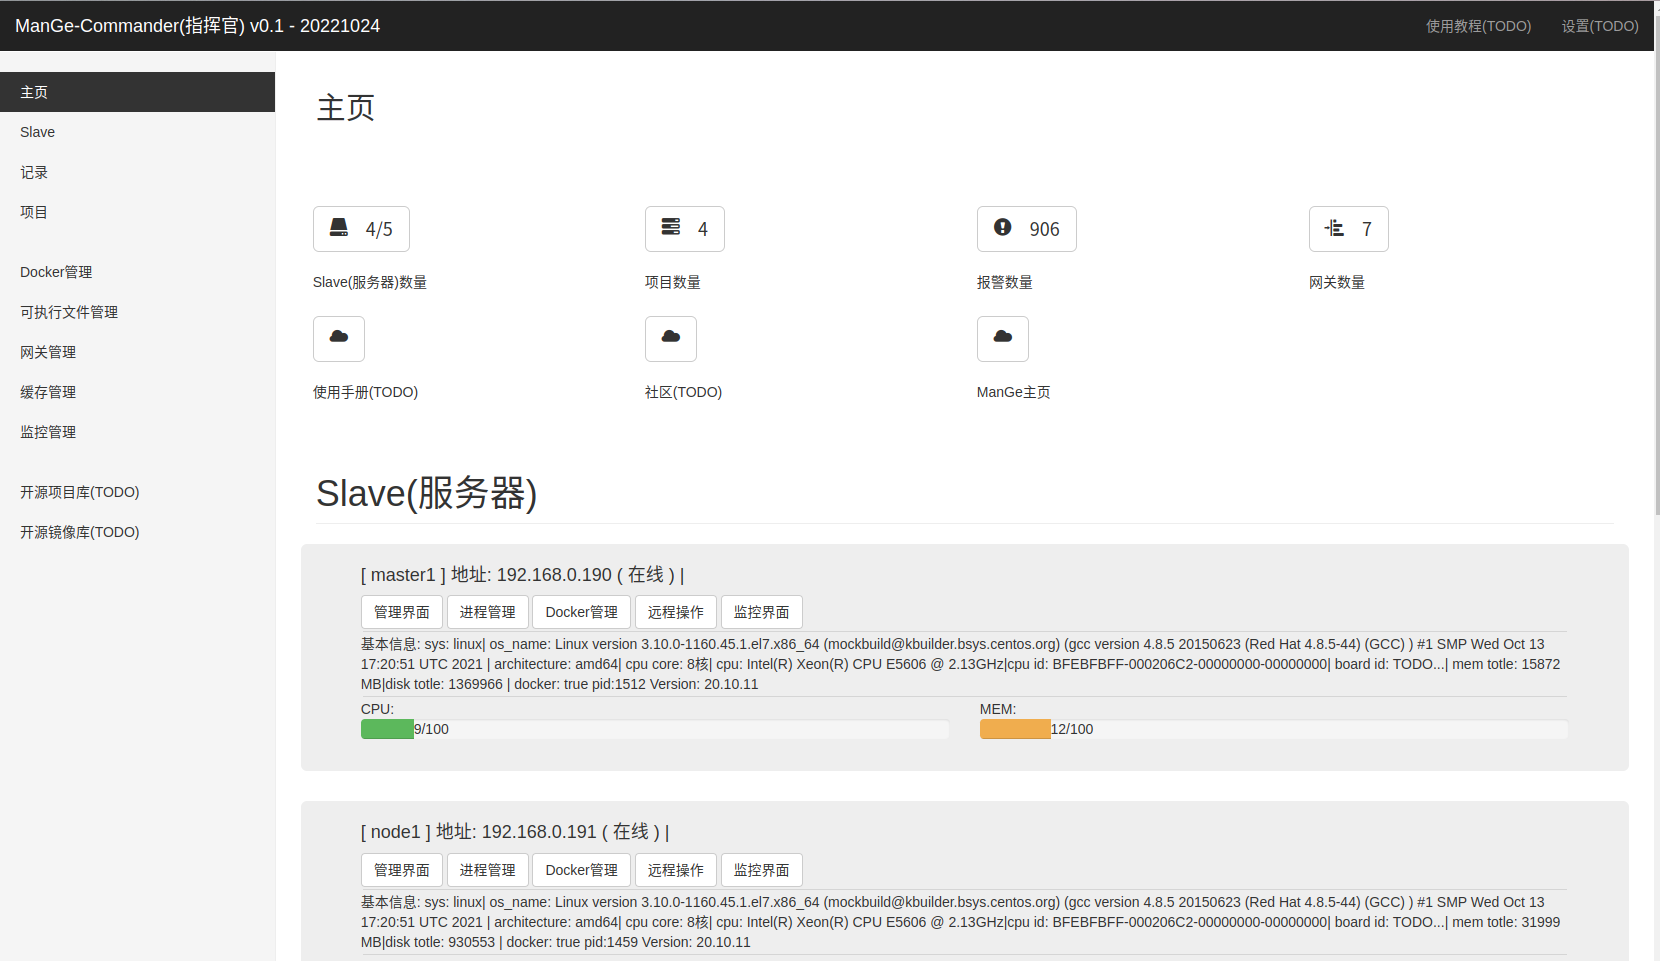 ManGe-Commander(指挥官) v0.1 - 20221024
使用教程(TODO) 设置(TODO)
主页
Slave
记录
项目
Docker管理
可执行文件管理
网关管理
缓存管理
监控管理
开源项目库(TODO)
开源镜像库(TODO)
主页
4/5 4 906 7
Slave(服务器)数量 项目数量 报警数量 网关数量
使用手册(TODO) 社区(TODO) ManGe主页
Slave(服务器)
[ master1 ] 地址: 192.168.0.190 ( 在线 ) |
管理界面 进程管理 Docker管理 远程操作 监控界面
基本信息: sys: linux| os_name: Linux version 3.10.0-1160.45.1.el7.x86_64 (mockbuild@kbuilder.bsys.centos.org) (gcc version 4.8.5 20150623 (Red Hat 4.8.5-44) (GCC) ) #1 SMP Wed Oct 13
17:20:51 UTC 2021 | architecture: amd64| cpu core: 8核| cpu: Intel(R) Xeon(R) CPU E5606 @ 2.13GHz|cpu id: BFEBFBFF-000206C2-00000000-00000000| board id: TODO...| mem totle: 15872
MB|disk totle: 1369966 | docker: true pid:1512 Version: 20.10.11
CPU: MEM:
9/100 12/100
[ node1 ] 地址: 192.168.0.191 ( 在线 ) |
管理界面 进程管理 Docker管理 远程操作 监控界面
基本信息: sys: linux| os_name: Linux version 3.10.0-1160.45.1.el7.x86_64 (mockbuild@kbuilder.bsys.centos.org) (gcc version 4.8.5 20150623 (Red Hat 4.8.5-44) (GCC) ) #1 SMP Wed Oct 13
17:20:51 UTC 2021 | architecture: amd64| cpu core: 8核| cpu: Intel(R) Xeon(R) CPU E5606 @ 2.13GHz|cpu id: BFEBFBFF-000206C2-00000000-00000000| board id: TODO...| mem totle: 31999
MB|disk totle: 930553 | docker: true pid:1459 Version: 20.10.11